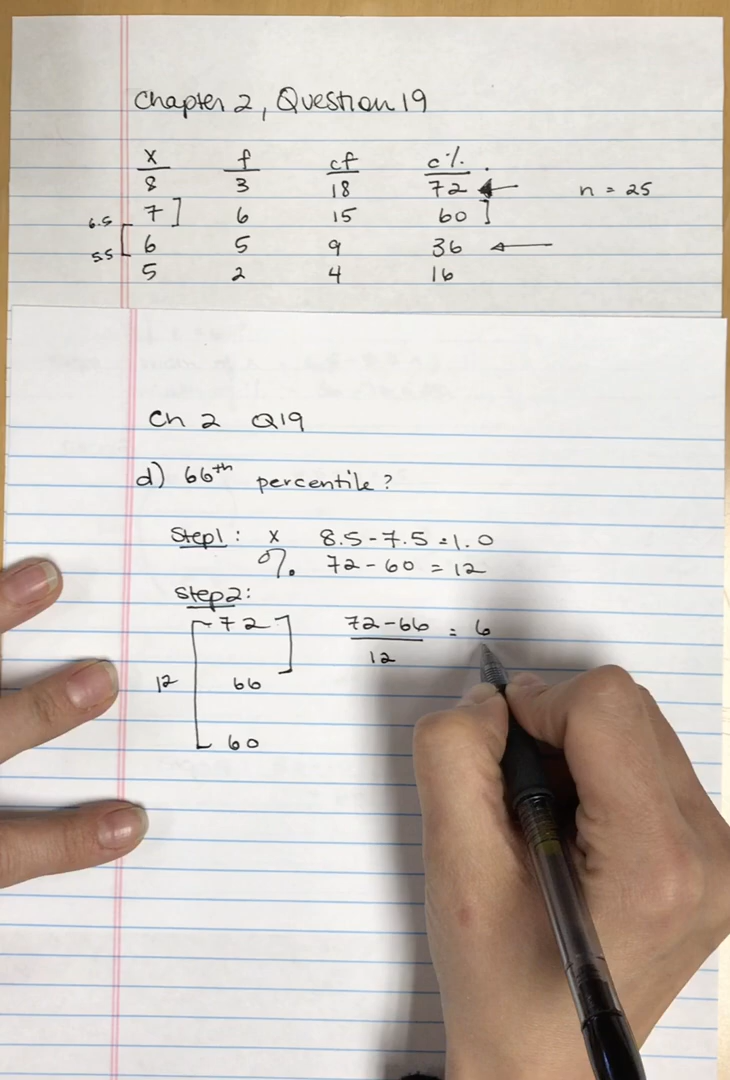 Chapter 2, Question 19
x f cf c%
8 3 18 72 n = 25
7 6 15 60
6.5
6 5 9 36
5.5
5 2 4 16
Ch 2 Q19
d) 66th percentile?
Step1: x 8.5-7.5=1.0
% 72-60=12
Step2:
72 72-66/12 = 6
12 66
60